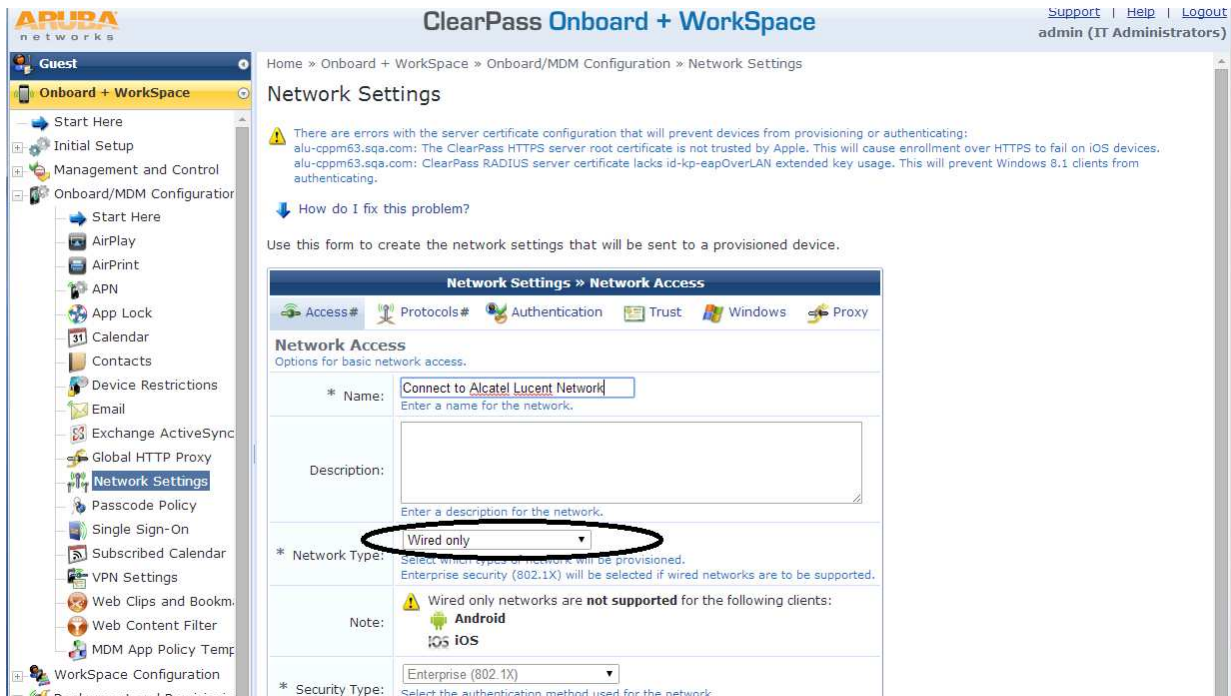 ARUBA
networks
ClearPass Onboard + WorkSpace
Support | Help | Logout
admin (IT Administrators)
Guest
Onboard + WorkSpace
Start Here
Initial Setup
Management and Control
Onboard/MDM Configuration
Start Here
AirPlay
AirPrint
APN
App Lock
31 Calendar
Contacts
Device Restrictions
Email
Exchange ActiveSync
Global HTTP Proxy
Network Settings
Passcode Policy
Single Sign-On
Subscribed Calendar
VPN Settings
Web Clips and Bookm
Web Content Filter
MDM App Policy Temp
WorkSpace Configuration
Home » Onboard + WorkSpace » Onboard/MDM Configuration » Network Settings
Network Settings
There are errors with the server certificate configuration that will prevent devices from provisioning or authenticating:
alu-cppm63.sqa.com: The ClearPass HTTPS server root certificate is not trusted by Apple. This will cause enrollment over HTTPS to fail on iOS devices.
alu-cppm63.sqa.com: ClearPass RADIUS server certificate lacks id-kp-eapOverLAN extended key usage. This will prevent Windows 8.1 clients from
authenticating.
How do I fix this problem?
Use this form to create the network settings that will be sent to a provisioned device.
Network Settings » Network Access
Access# Protocols# Authentication Trust Windows Proxy
Network Access
Options for basic network access.
* Name: Connect to Alcatel Lucent Network
Enter a name for the network.
Description:
Enter a description for the network.
* Network Type: Wired only
Select which types of network will be provisioned.
Enterprise security (802.1X) will be selected if wired networks are to be supported.
Note: Wired only networks are not supported for the following clients:
Android
iOS iOS
* Security Type: Enterprise (802.1X)
Select the authentication method used for the network.